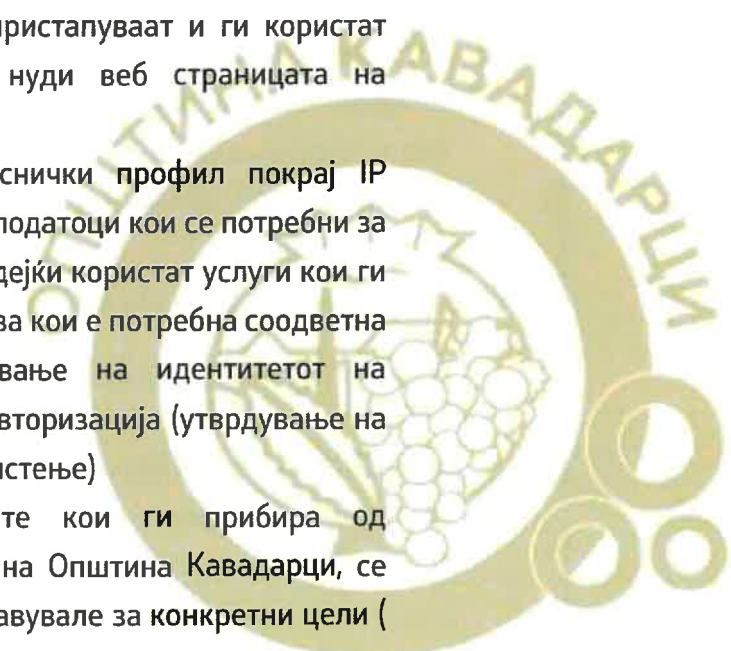 пристапуваат и ги користат
нуди веб страницата на
ОПШТИНА КАВАДАРЦИ
снички профил покрај IP
податоци кои се потребни за
дејќи користат услуги кои ги
за кои е потребна соодветна
вање на идентитетот на
авторизација (утврдување на
истење)
те кои ги прибира од
на Општина Кавадарци, се
авувале за конкретни цели (